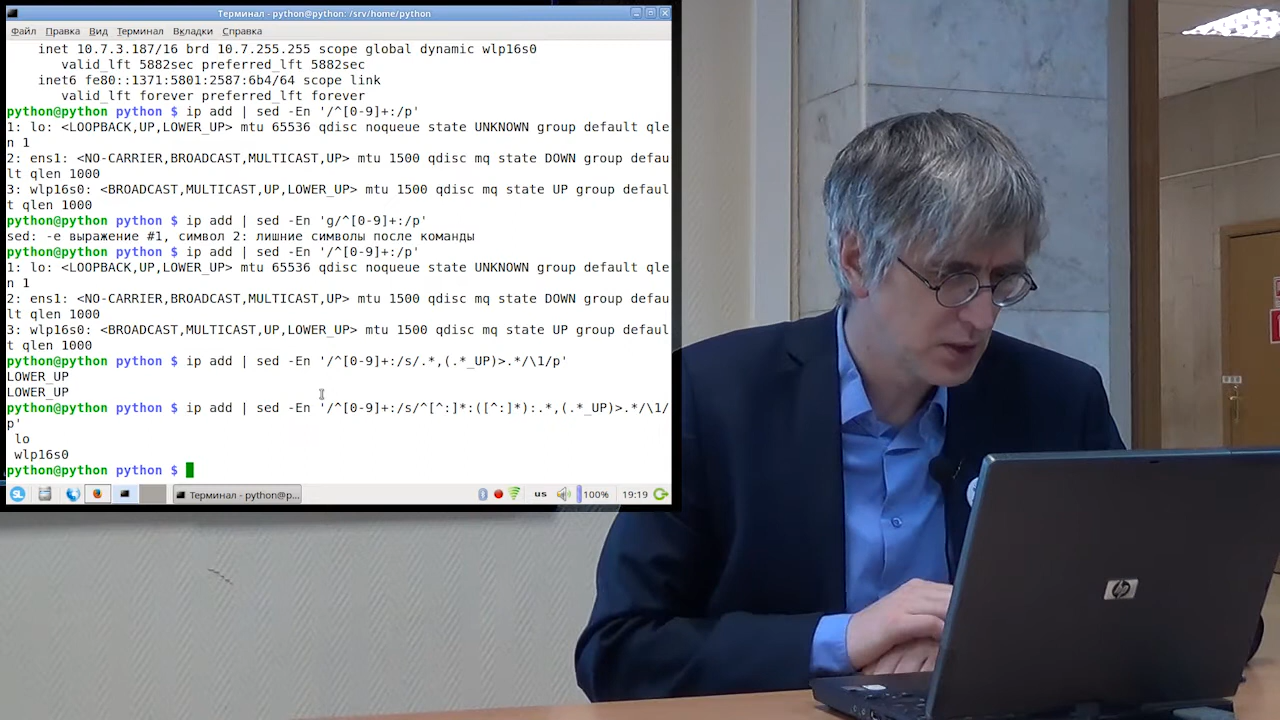 Терминал - python@python: /srv/home/python
Файл Правка Вид Терминал Вкладки Справка
inet 10.7.3.187/16 brd 10.7.255.255 scope global dynamic wlp16s0
valid_lft 5882sec preferred_lft 5882sec
inet6 fe80::1371:5801:2587:6b4/64 scope link
valid_lft forever preferred_lft forever
python@python python $ ip add | sed -En '/^[0-9]+:/p'
1: lo: <LOOPBACK,UP,LOWER_UP> mtu 65536 qdisc noqueue state UNKNOWN group default qle
n 1
2: ens1: <NO-CARRIER,BROADCAST,MULTICAST,UP> mtu 1500 qdisc mq state DOWN group defau
lt qlen 1000
3: wlp16s0: <BROADCAST,MULTICAST,UP,LOWER_UP> mtu 1500 qdisc mq state UP group defaul
t qlen 1000
python@python python $ ip add | sed -En 'g/^[0-9]+:/p'
sed: -e выражение #1, символ 2: лишние символы после команды
python@python python $ ip add | sed -En '/^[0-9]+:/p'
1: lo: <LOOPBACK,UP,LOWER_UP> mtu 65536 qdisc noqueue state UNKNOWN group default qle
n 1
2: ens1: <NO-CARRIER,BROADCAST,MULTICAST,UP> mtu 1500 qdisc mq state DOWN group defau
lt qlen 1000
3: wlp16s0: <BROADCAST,MULTICAST,UP,LOWER_UP> mtu 1500 qdisc mq state UP group defaul
t qlen 1000
python@python python $ ip add | sed -En '/^[0-9]+:/s/.*,(.*_UP)>.*/\1/p'
LOWER_UP
LOWER_UP
python@python python $ ip add | sed -En '/^[0-9]+:/s/^[^:]*:([^:]*):.*,(.*_UP)>.*/\1/
p'
lo
wlp16s0
python@python python $
Терминал - python@p... us 100% 19:19
hp